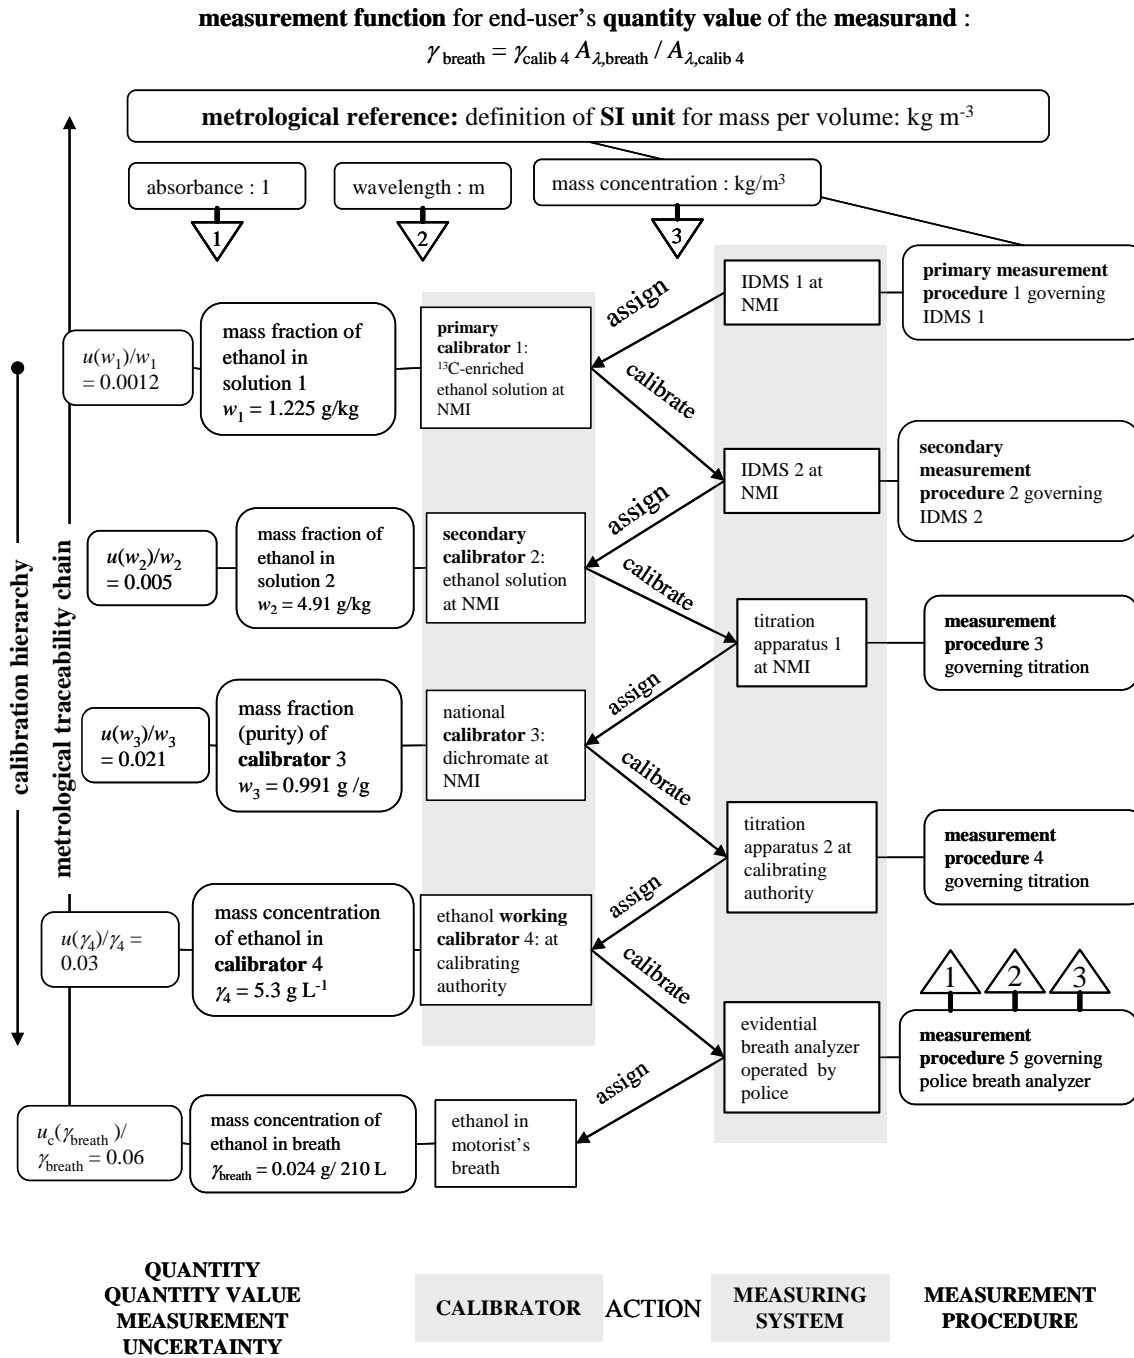 measurement function for end-user's quantity value of the measurand :
γ breath = γ calib 4 A λ,breath / A λ,calib 4
metrological reference: definition of SI unit for mass per volume: kg m-3
absorbance : 1
wavelength : m
mass concentration : kg/m3
1
2
3
calibration hierarchy
metrological traceability chain
u(w1)/w1
= 0.0012
mass fraction of
ethanol in
solution 1
w1 = 1.225 g/kg
primary
calibrator 1:
13C-enriched
ethanol solution at
NMI
assign
IDMS 1 at
NMI
primary measurement
procedure 1 governing
IDMS 1
calibrate
u(w2)/w2
= 0.005
mass fraction of
ethanol in
solution 2
w2 = 4.91 g/kg
secondary
calibrator 2:
ethanol solution
at NMI
assign
IDMS 2 at
NMI
secondary
measurement
procedure 2 governing
IDMS 2
calibrate
u(w3)/w3
= 0.021
mass fraction
(purity) of
calibrator 3
w3 = 0.991 g /g
national
calibrator 3:
dichromate at
NMI
assign
titration
apparatus 1
at NMI
measurement
procedure 3
governing titration
calibrate
u(γ4)/γ4 =
0.03
mass concentration
of ethanol in
calibrator 4
γ4 = 5.3 g L-1
ethanol working
calibrator 4: at
calibrating
authority
assign
titration
apparatus 2 at
calibrating
authority
measurement
procedure 4
governing titration
calibrate
1
2
3
uc(γbreath )/
γbreath = 0.06
mass concentration of
ethanol in breath
γbreath = 0.024 g/ 210 L
ethanol in
motorist's
breath
assign
evidential
breath analyzer
operated by
police
measurement
procedure 5 governing
police breath analyzer
QUANTITY
QUANTITY VALUE
MEASUREMENT
UNCERTAINTY
CALIBRATOR
ACTION
MEASURING
SYSTEM
MEASUREMENT
PROCEDURE